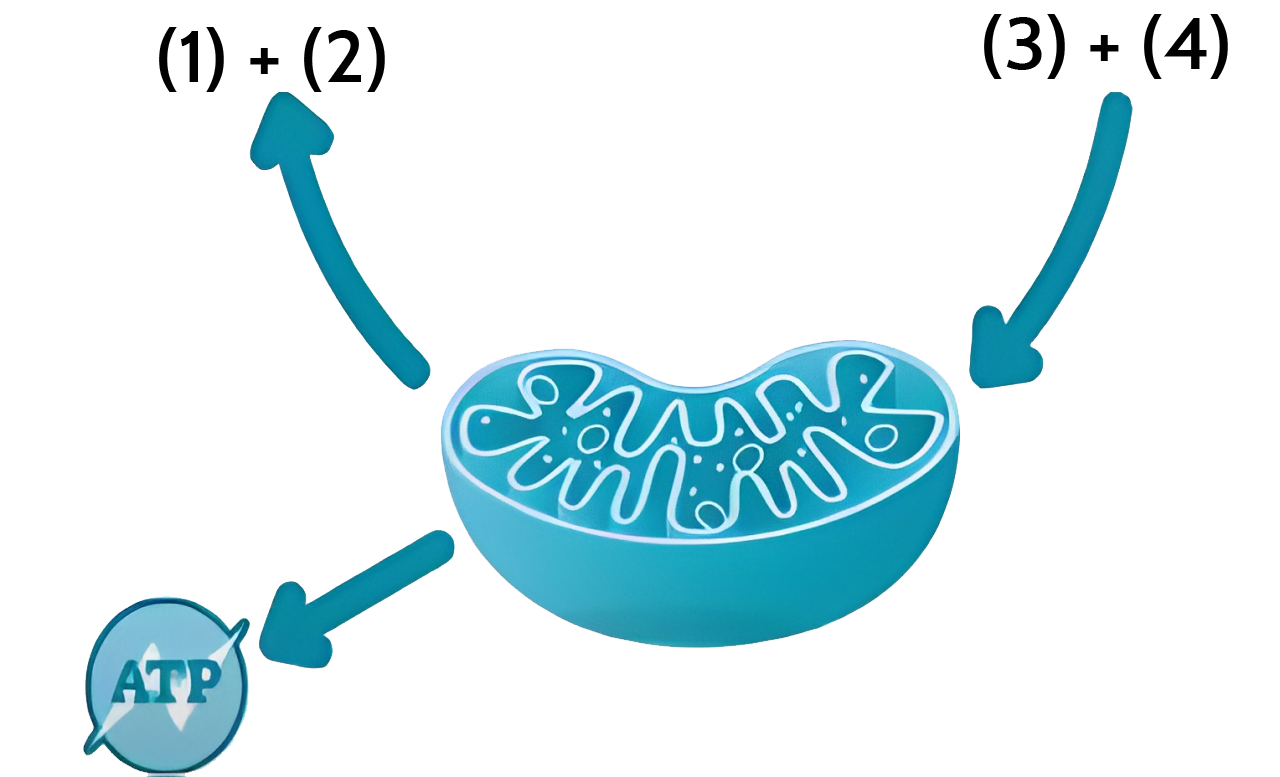 (1) + (2)
(3) + (4)
ATP